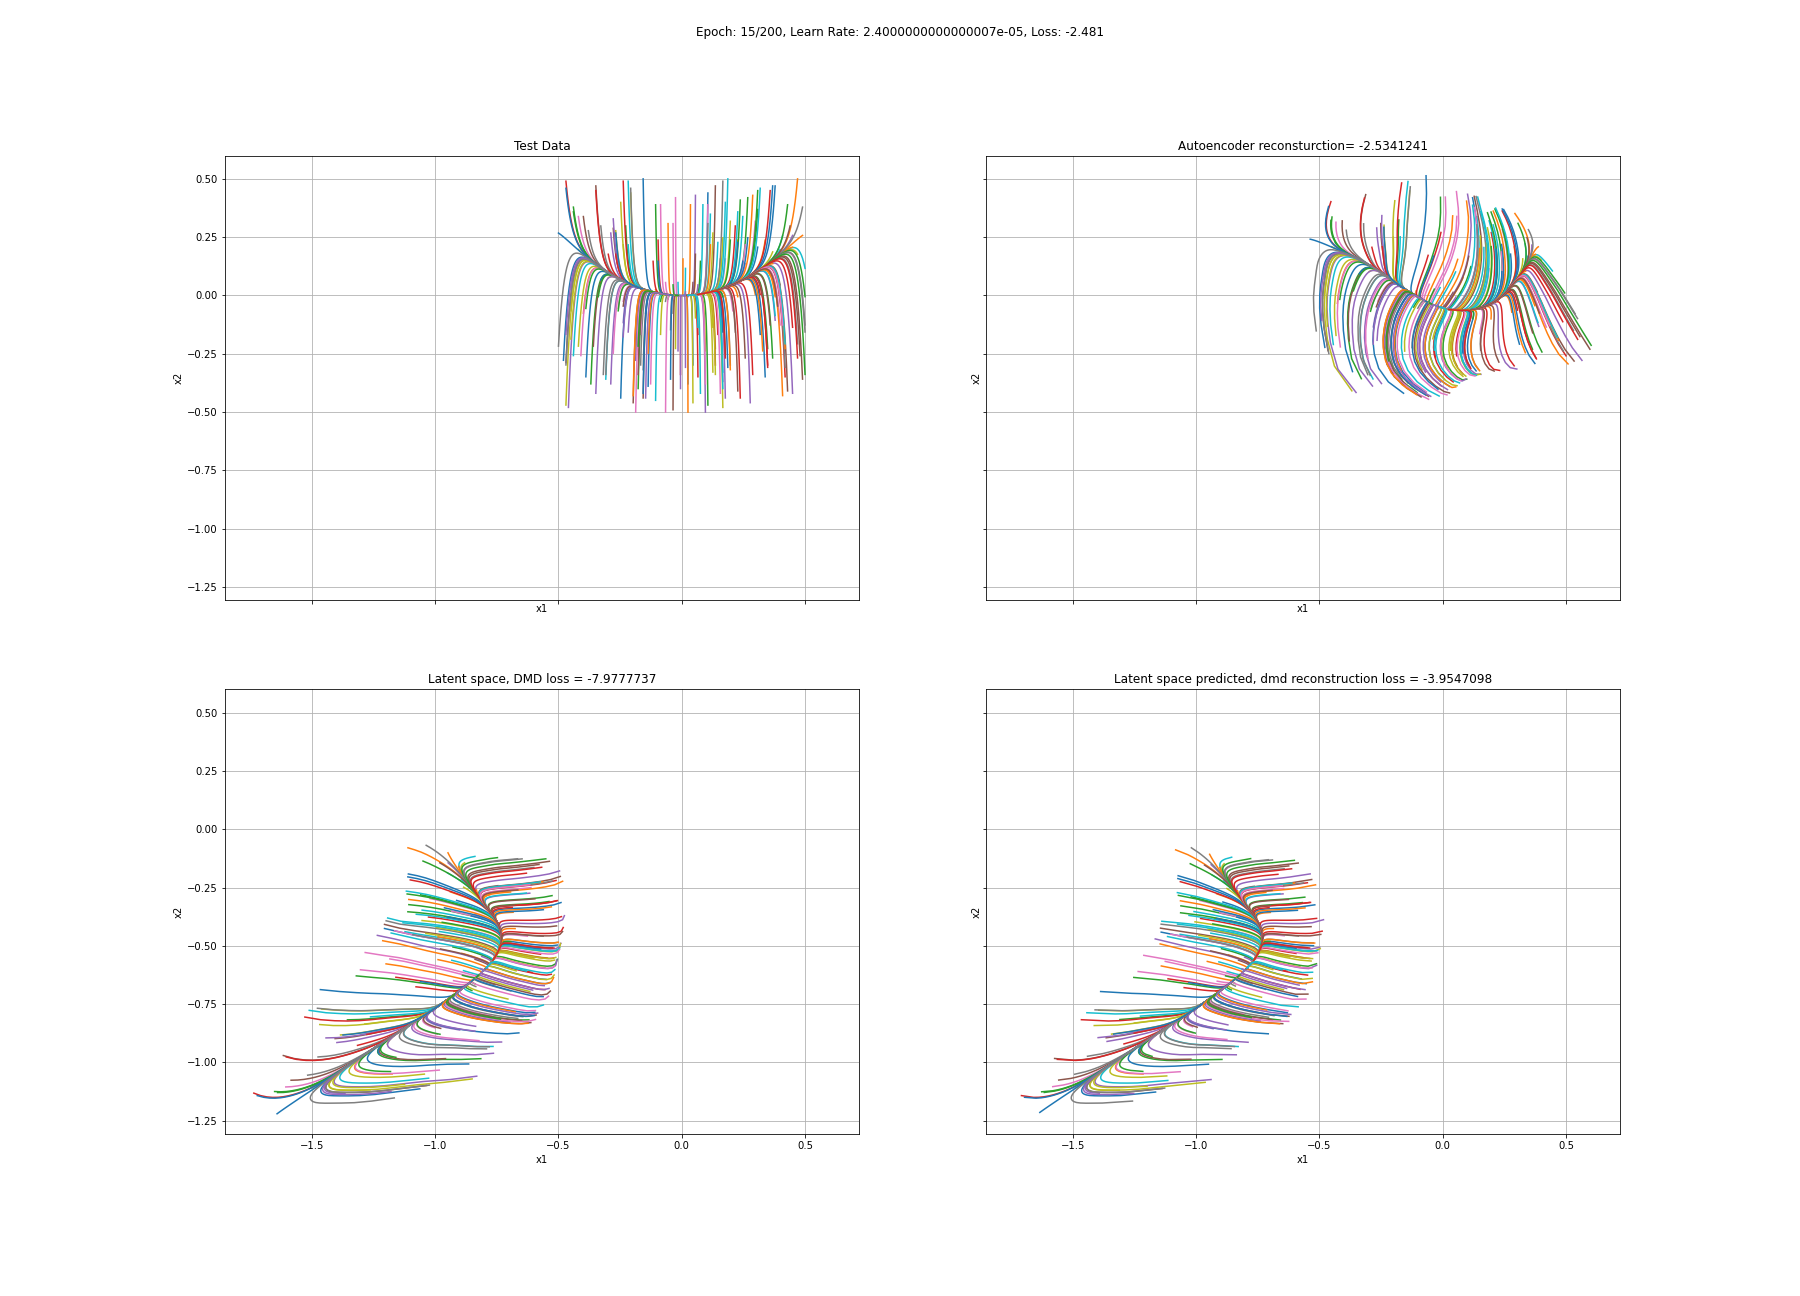 Epoch: 15/200, Learn Rate: 2.4000000000000007e-05, Loss: -2.481
Test Data
0.50
0.25
0.00
−0.25
−0.50
−0.75
−1.00
−1.25
x2
x1
Autoencoder reconsturction= -2.5341241
x2
x1
Latent space, DMD loss = -7.9777737
0.50
0.25
0.00
−0.25
−0.50
−0.75
−1.00
−1.25
x2
−1.5 −1.0 −0.5 0.0 0.5
x1
Latent space predicted, dmd reconstruction loss = -3.9547098
x2
−1.5 −1.0 −0.5 0.0 0.5
x1